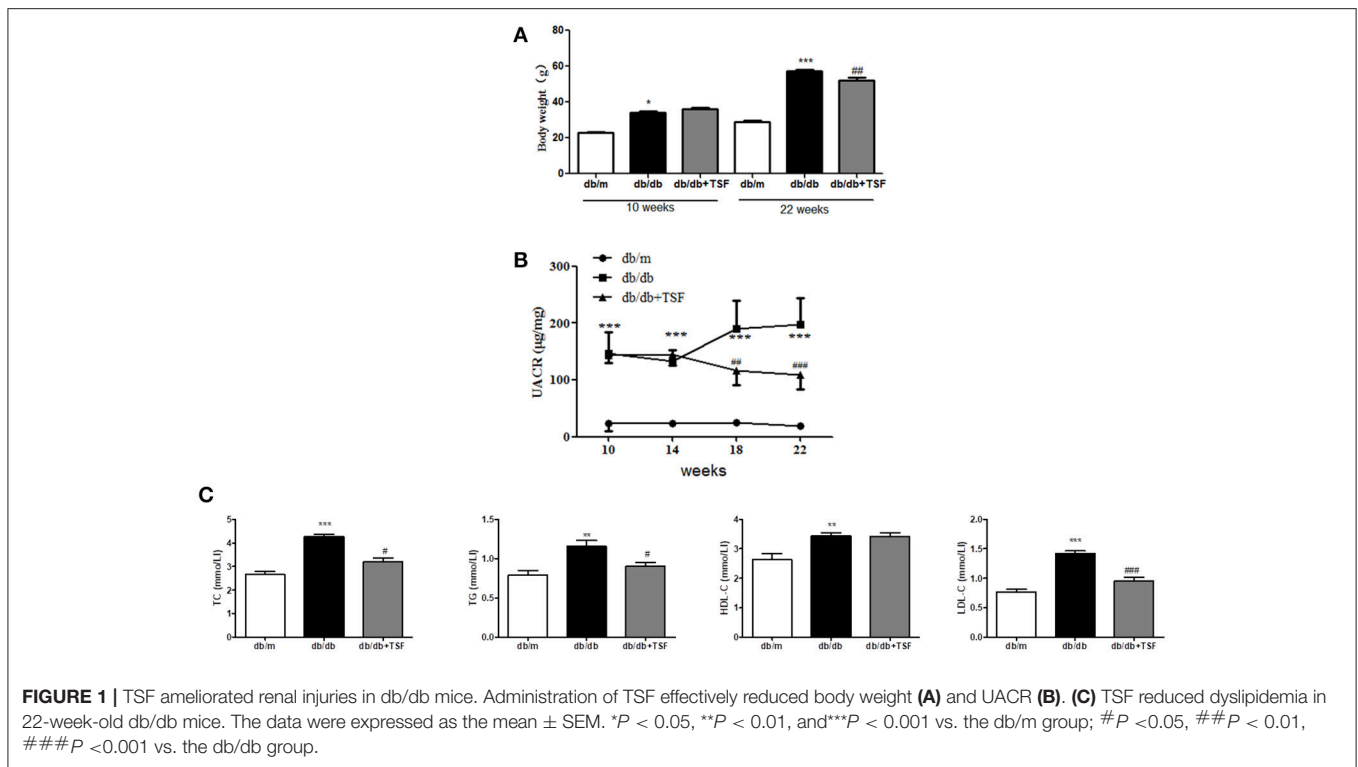 A
Body weight (g)
80
60
40
20
0
*
***
##
db/m db/db db/db+TSF db/m db/db db/db+TSF
10 weeks 22 weeks
B
db/m
db/db
db/db+TSF
UACR (µg/mg)
300
200
100
0
*** *** *** ***
## ###
10 14 18 22
weeks
C
TC (mmo/LI)
5
4
3
2
1
0
***
#
db/m db/db db/db+TSF
TG (mmo/LI)
1.5
1.0
0.5
0.0
**
#
db/m db/db db/db+TSF
HDL-C (mmo/LI)
4
3
2
1
0
**
db/m db/db db/db+TSF
LDL-C (mmo/LI)
2.0
1.5
1.0
0.5
0.0
***
###
db/m db/db db/db+TSF
FIGURE 1 | TSF ameliorated renal injuries in db/db mice. Administration of TSF effectively reduced body weight (A) and UACR (B). (C) TSF reduced dyslipidemia in
22-week-old db/db mice. The data were expressed as the mean ± SEM. *P < 0.05, **P < 0.01, and***P < 0.001 vs. the db/m group; #P <0.05, ##P < 0.01,
###P <0.001 vs. the db/db group.